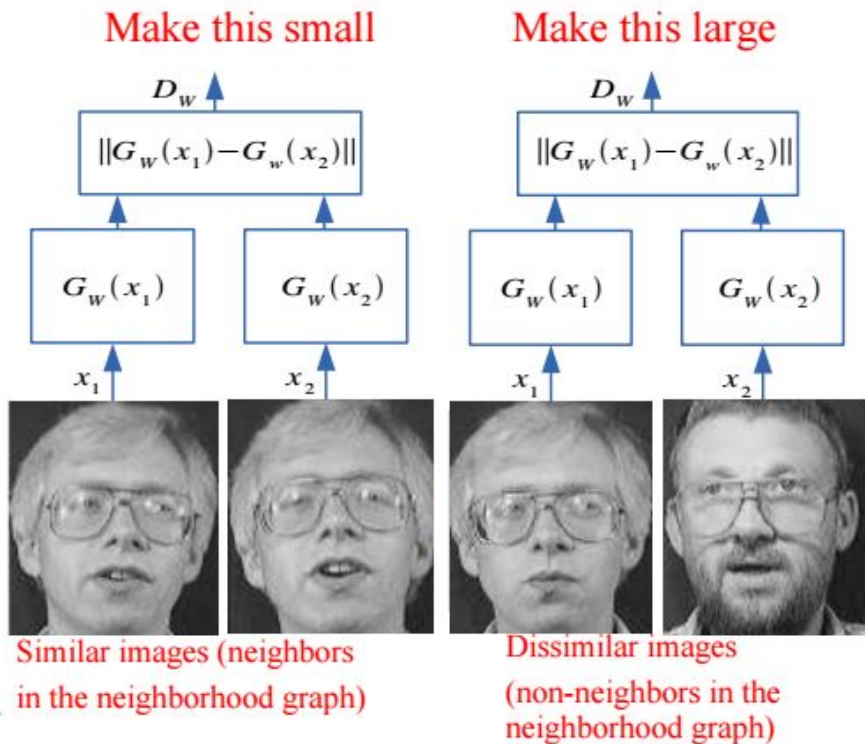 Make this small
Make this large
D_W
D_W
||G_W(x_1)−G_w(x_2)||
||G_W(x_1)−G_w(x_2)||
G_W(x_1)
G_W(x_2)
G_W(x_1)
G_W(x_2)
x_1
x_2
x_1
x_2
Similar images (neighbors
in the neighborhood graph)
Dissimilar images
(non-neighbors in the
neighborhood graph)